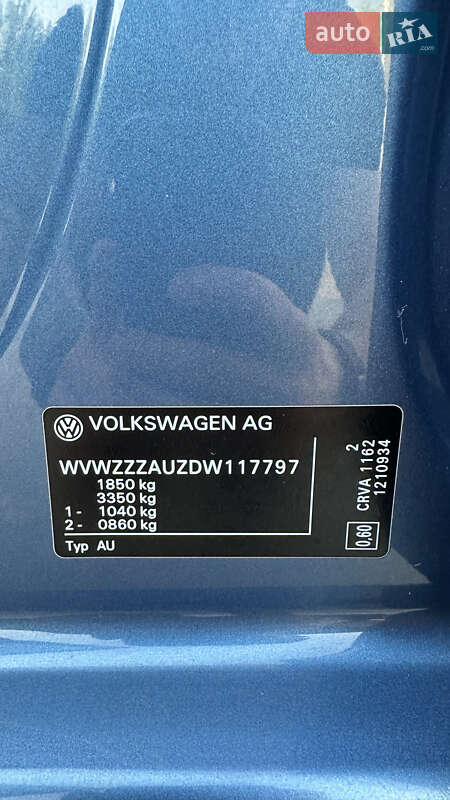 auto RIA.com
VOLKSWAGEN AG
WVWZZZAUZDW117797
1850 kg
3350 kg
1- 1040 kg
2- 0860 kg
Typ AU
2
CRVA 1162
1210934
0,60